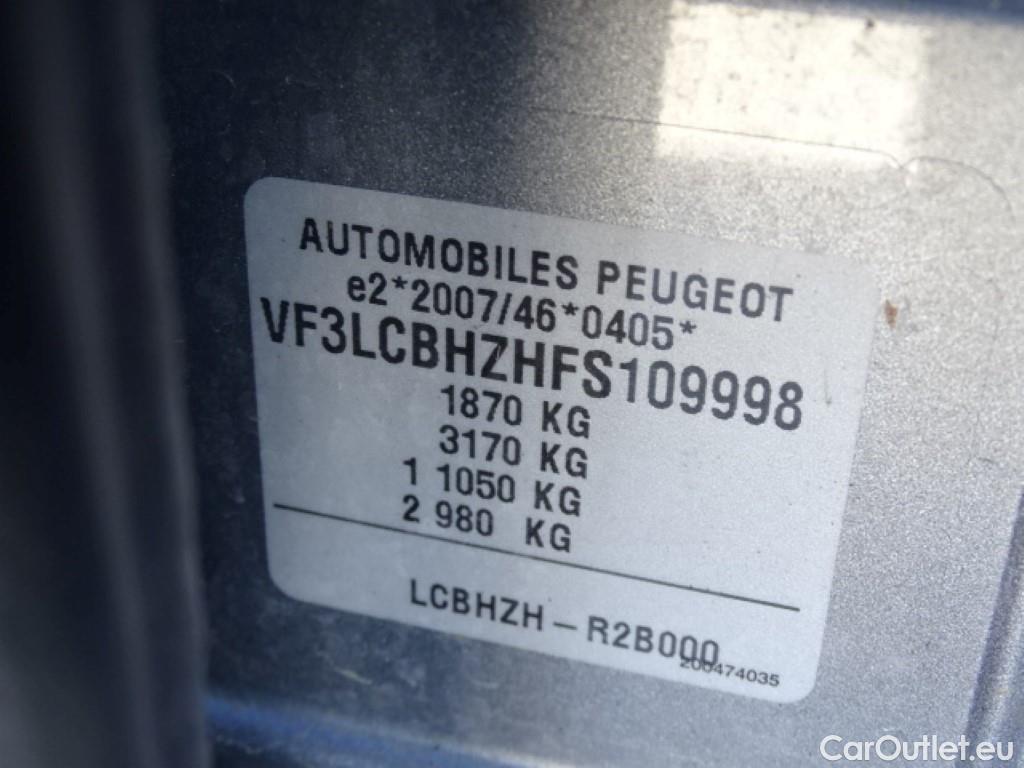 AUTOMOBILES PEUGEOT
e2*2007/46*0405*
VF3LCBHZHFS109998
1870 KG
3170 KG
1 1050 KG
2 980 KG
LCBHZH – R2B000
200474035
CarOutlet.eu